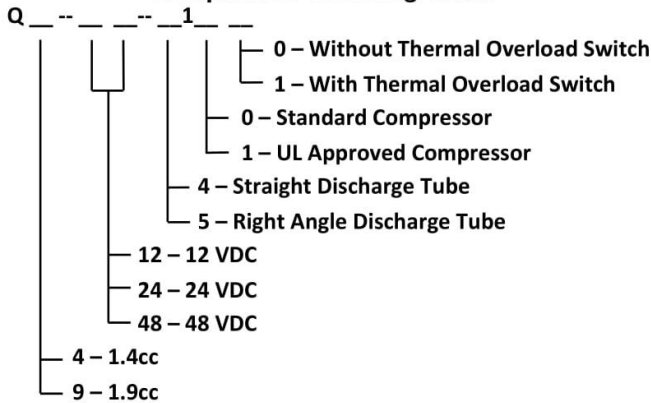 Q__--__ __--__1__ __
0 – Without Thermal Overload Switch
1 – With Thermal Overload Switch
0 – Standard Compressor
1 – UL Approved Compressor
4 – Straight Discharge Tube
5 – Right Angle Discharge Tube
12 – 12 VDC
24 – 24 VDC
48 – 48 VDC
4 – 1.4cc
9 – 1.9cc